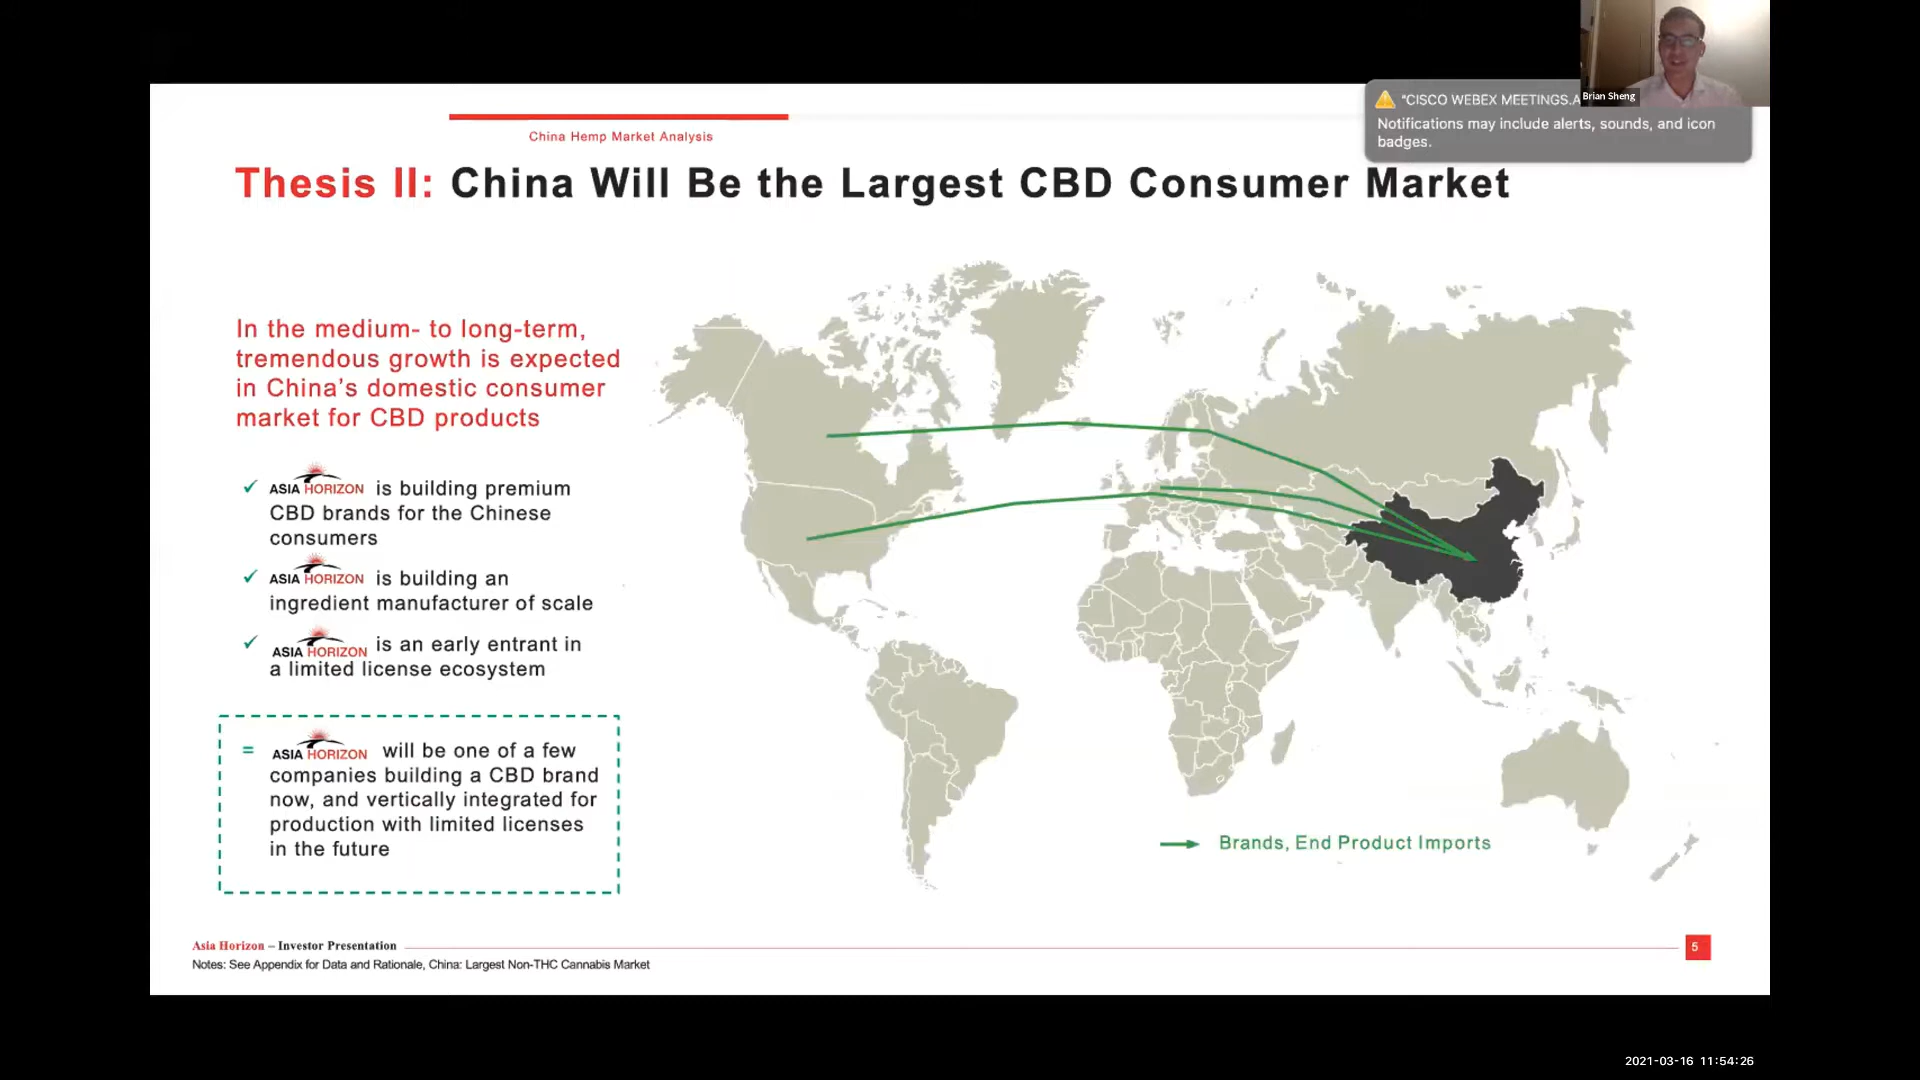 Brian Sheng
"CISCO WEBEX MEETINGS.A
Notifications may include alerts, sounds, and icon
badges.
China Hemp Market Analysis
Thesis II: China Will Be the Largest CBD Consumer Market
In the medium- to long-term,
tremendous growth is expected
in China's domestic consumer
market for CBD products
✓ ASIA HORIZON is building premium
CBD brands for the Chinese
consumers
✓ ASIA HORIZON is building an
ingredient manufacturer of scale
✓ ASIA HORIZON is an early entrant in
a limited license ecosystem
= ASIA HORIZON will be one of a few
companies building a CBD brand
now, and vertically integrated for
production with limited licenses
in the future
Brands, End Product Imports
Asia Horizon – Investor Presentation
5
Notes: See Appendix for Data and Rationale, China: Largest Non-THC Cannabis Market
2021-03-16 11:54:26